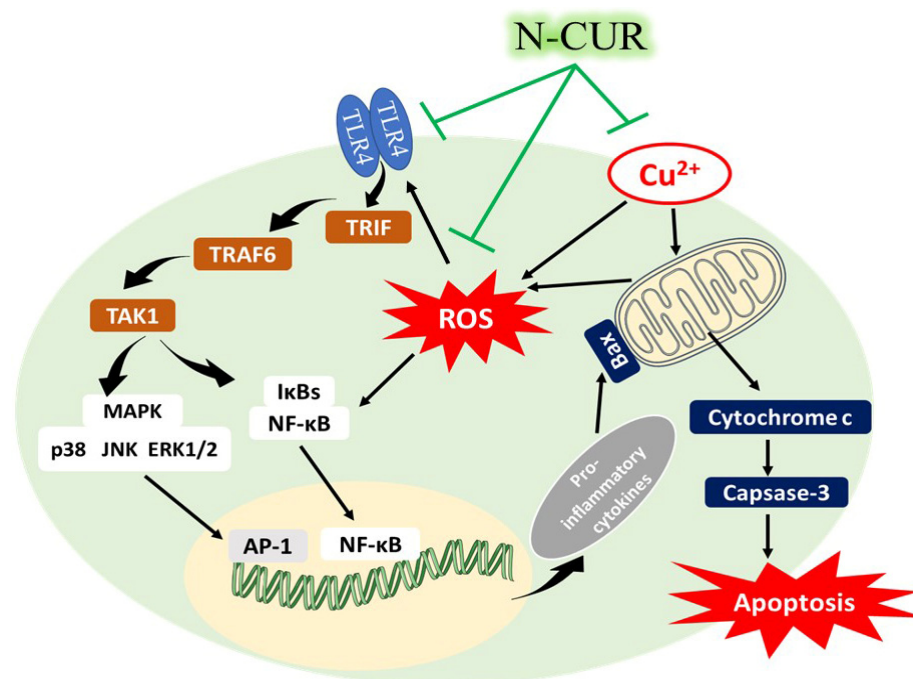 N-CUR
TLR4
TLR4
Cu²⁺
TRIF
TRAF6
TAK1
ROS
Bax
IκBs
NF-κB
MAPK
p38 JNK ERK1/2
Cytochrome c
Capsase-3
Pro-
inflammatory
cytokines
AP-1
NF-κB
Apoptosis